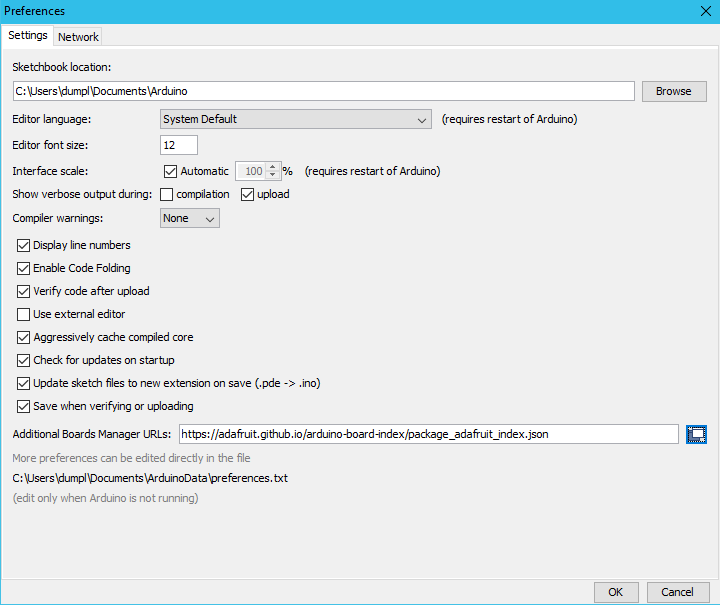 Preferences
Settings Network
Sketchbook location:
C:\Users\dumpl\Documents\Arduino Browse
Editor language: System Default (requires restart of Arduino)
Editor font size: 12
Interface scale: Automatic 100 % (requires restart of Arduino)
Show verbose output during: compilation upload
Compiler warnings: None
Display line numbers
Enable Code Folding
Verify code after upload
Use external editor
Aggressively cache compiled core
Check for updates on startup
Update sketch files to new extension on save (.pde -> .ino)
Save when verifying or uploading
Additional Boards Manager URLs: https://adafruit.github.io/arduino-board-index/package_adafruit_index.json
More preferences can be edited directly in the file
C:\Users\dumpl\Documents\ArduinoData\preferences.txt
(edit only when Arduino is not running)
OK Cancel